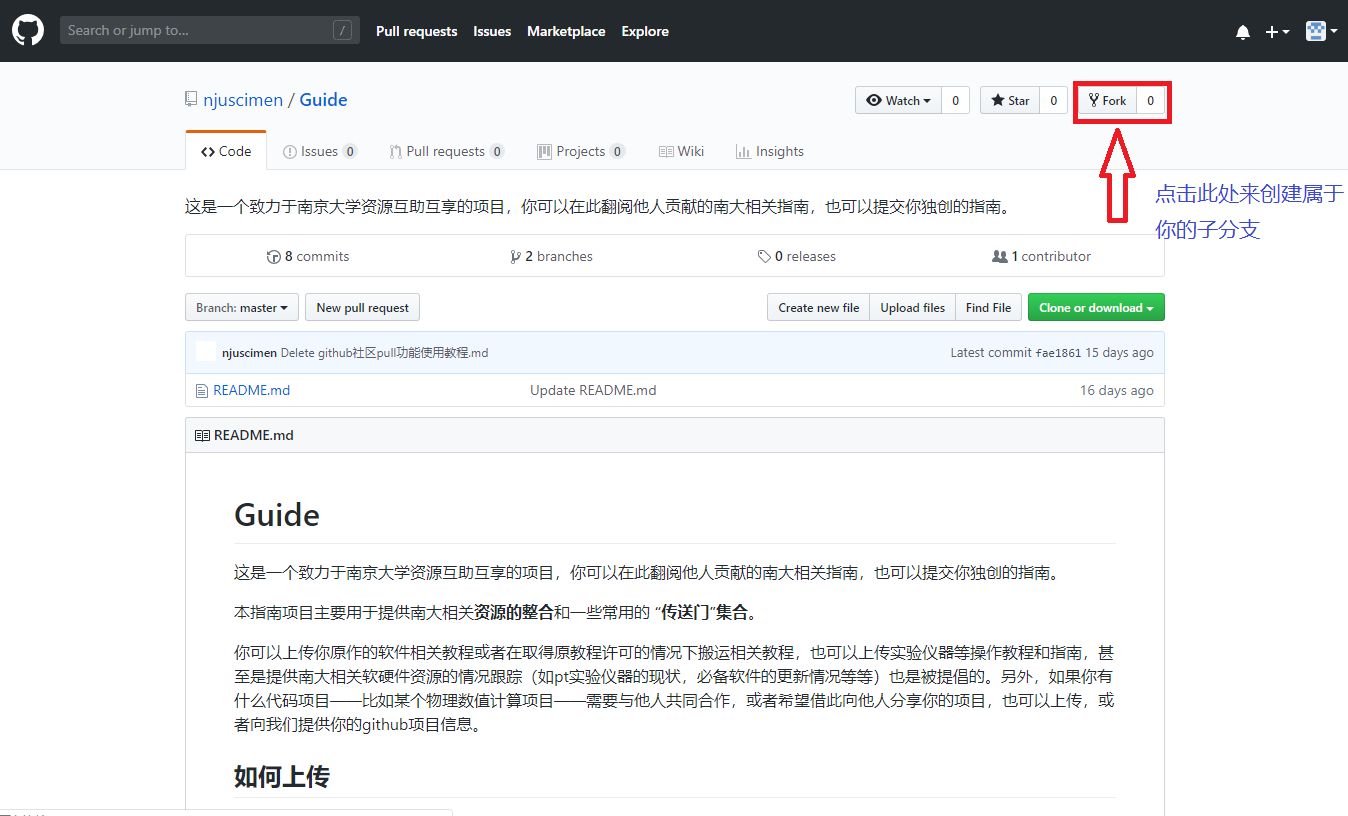 Search or jump to... / Pull requests Issues Marketplace Explore
njuscimen / Guide Watch 0 Star 0 Fork 0
Code Issues 0 Pull requests 0 Projects 0 Wiki Insights
点击此处来创建属于
你的子分支
这是一个致力于南京大学资源互助互享的项目，你可以在此翻阅他人贡献的南大相关指南，也可以提交你独创的指南。
8 commits 2 branches 0 releases 1 contributor
Branch: master New pull request Create new file Upload files Find File Clone or download
njuscimen Delete github社区pull功能使用教程.md Latest commit fae1861 15 days ago
README.md Update README.md 16 days ago
README.md
Guide
这是一个致力于南京大学资源互助互享的项目，你可以在此翻阅他人贡献的南大相关指南，也可以提交你独创的指南。
本指南项目主要用于提供南大相关资源的整合和一些常用的 “传送门”集合。
你可以上传你原作的软件相关教程或者在取得原教程许可的情况下搬运相关教程，也可以上传实验仪器等操作教程和指南，甚
至是提供南大相关软硬件资源的情况跟踪（如pt实验仪器的现状，必备软件的更新情况等等）也是被提倡的。另外，如果你有
什么代码项目——比如某个物理数值计算项目——需要与他人共同合作，或者希望借此向他人分享你的项目，也可以上传，或
者向我们提供你的github项目信息。
如何上传